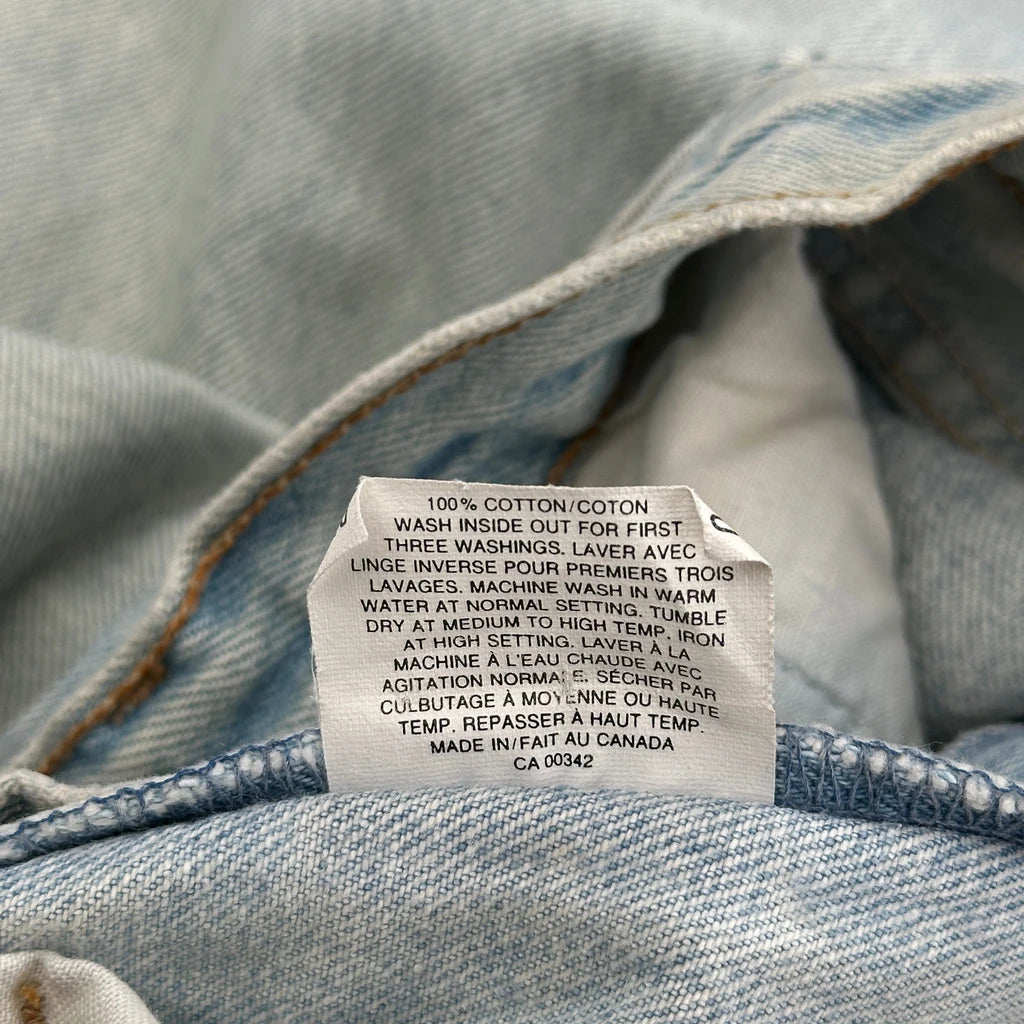 100% COTTON/COTON
WASH INSIDE OUT FOR FIRST
THREE WASHINGS. LAVER AVEC
LINGE INVERSE POUR PREMIERS TROIS
LAVAGES. MACHINE WASH IN WARM
WATER AT NORMAL SETTING. TUMBLE
DRY AT MEDIUM TO HIGH TEMP. IRON
AT HIGH SETTING. LAVER À LA
MACHINE À L'EAU CHAUDE AVEC
AGITATION NORMALE. SÉCHER PAR
CULBUTAGE À MOYENNE OU HAUTE
TEMP. REPASSER À HAUT TEMP.
MADE IN/FAIT AU CANADA
CA 00342